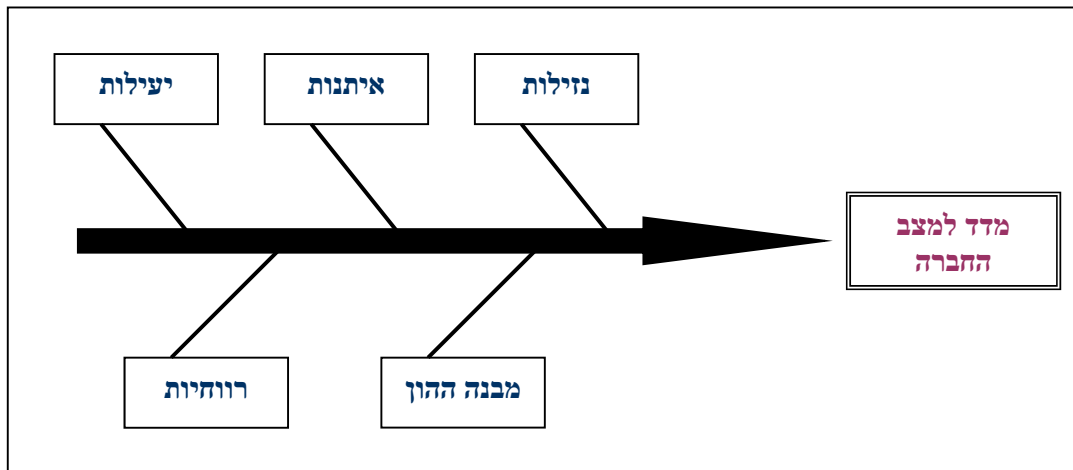 נזילות
איתנות
יעילות
מדד למצב
החברה
מבנה ההון
רווחיות